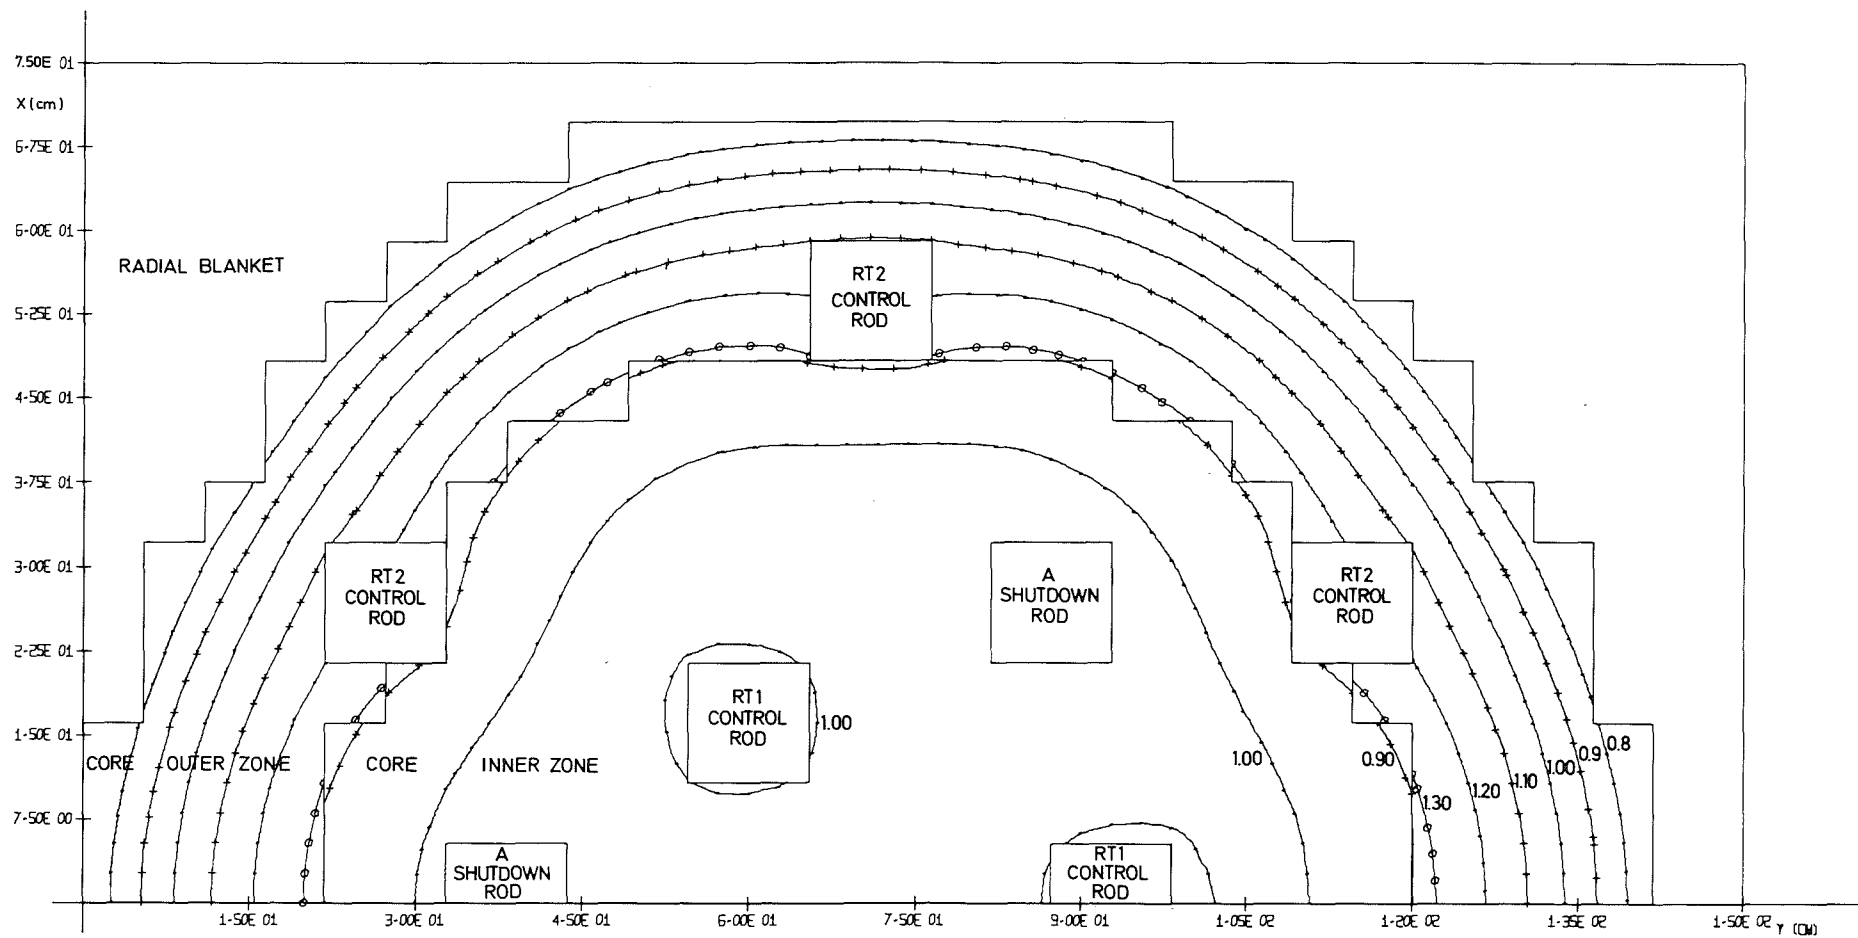 7.50E 01
X (cm)
6.75E 01
6.00E 01
RADIAL BLANKET
RT2
CONTROL
ROD
5.25E 01
4.50E 01
3.75E 01
3.00E 01
RT2
CONTROL
ROD
A
SHUTDOWN
ROD
RT2
CONTROL
ROD
2.25E 01
RT1
CONTROL
ROD
1.00
1.50E 01
CORE OUTER ZONE
CORE INNER ZONE
1.00
0.90
1.30
1.20
1.10
1.00
0.9
0.8
7.50E 00
A
SHUTDOWN
ROD
RT1
CONTROL
ROD
1.50E 01
3.00E 01
4.50E 01
6.00E 01
7.50E 01
9.00E 01
1.05E 02
1.20E 02
1.35E 02
1.50E 02
Y (CM)